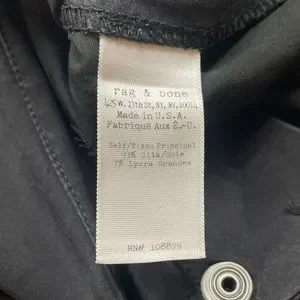 rag & bone
425 W. 13th St, NY, NY, 10014
Made in U.S.A.
Fabriqué Aux É.-U.
Self/Tissu Principal
93% Silk/Soie
7% Lycra Spandex
RN# 108879